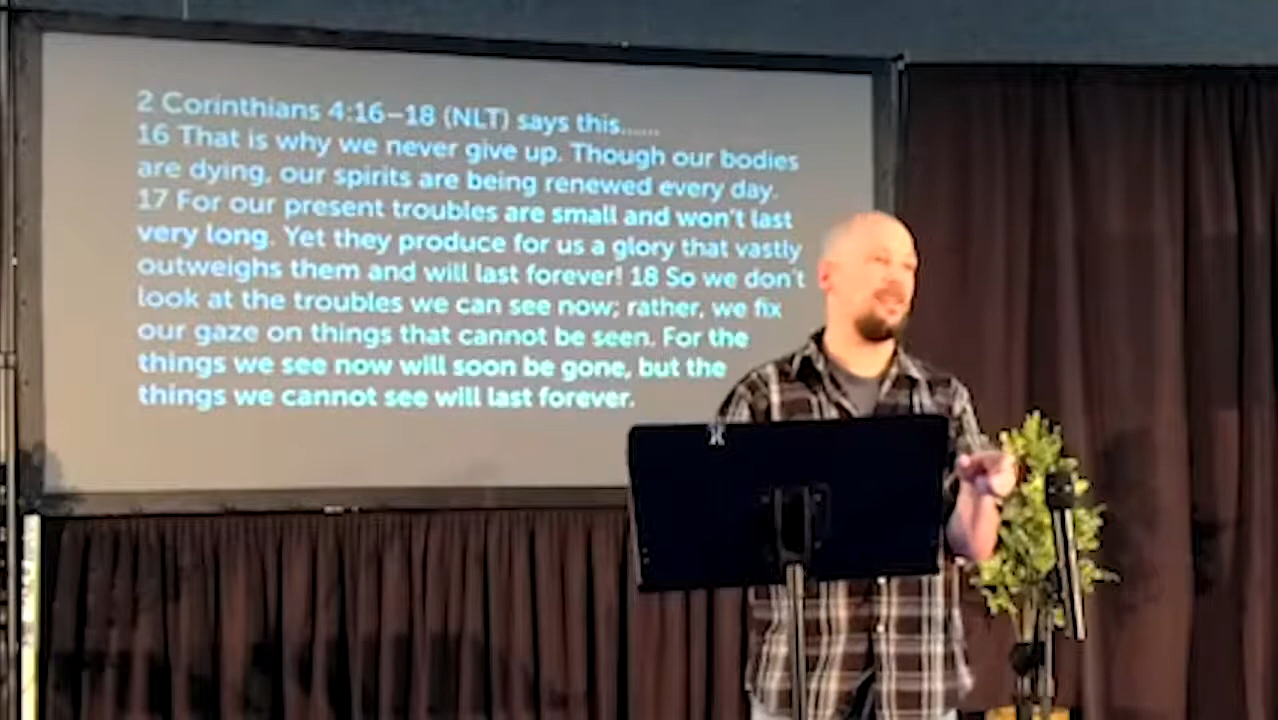 2 Corinthians 4:16–18 (NLT) says this......
16 That is why we never give up. Though our bodies
are dying, our spirits are being renewed every day.
17 For our present troubles are small and won't last
very long. Yet they produce for us a glory that vastly
outweighs them and will last forever! 18 So we don't
look at the troubles we can see now; rather, we fix
our gaze on things that cannot be seen. For the
things we see now will soon be gone, but the
things we cannot see will last forever.